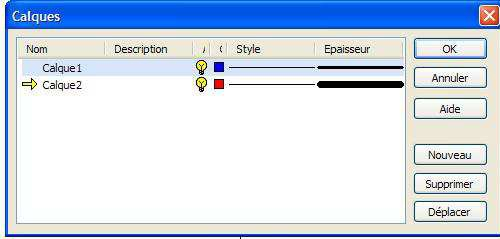 Calques
Nom Description Style Epaisseur
Calque1
Calque2
OK
Annuler
Aide
Nouveau
Supprimer
Déplacer